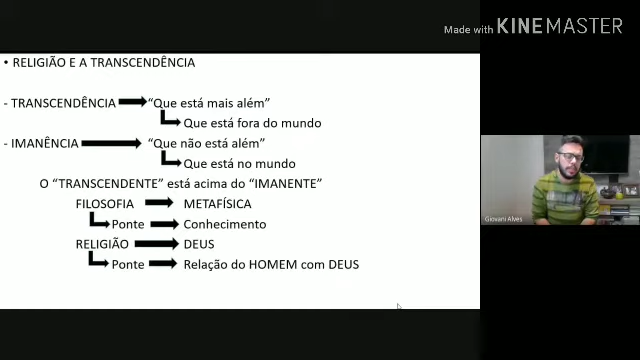 Made with KINEMASTER
• RELIGIÃO E A TRANSCENDÊNCIA
- TRANSCENDÊNCIA "Que está mais além"
Que está fora do mundo
- IMANÊNCIA "Que não está além"
Que está no mundo
O "TRANSCENDENTE" está acima do "IMANENTE"
FILOSOFIA METAFÍSICA
Ponte Conhecimento
RELIGIÃO DEUS
Ponte Relação do HOMEM com DEUS
Giovani Alves